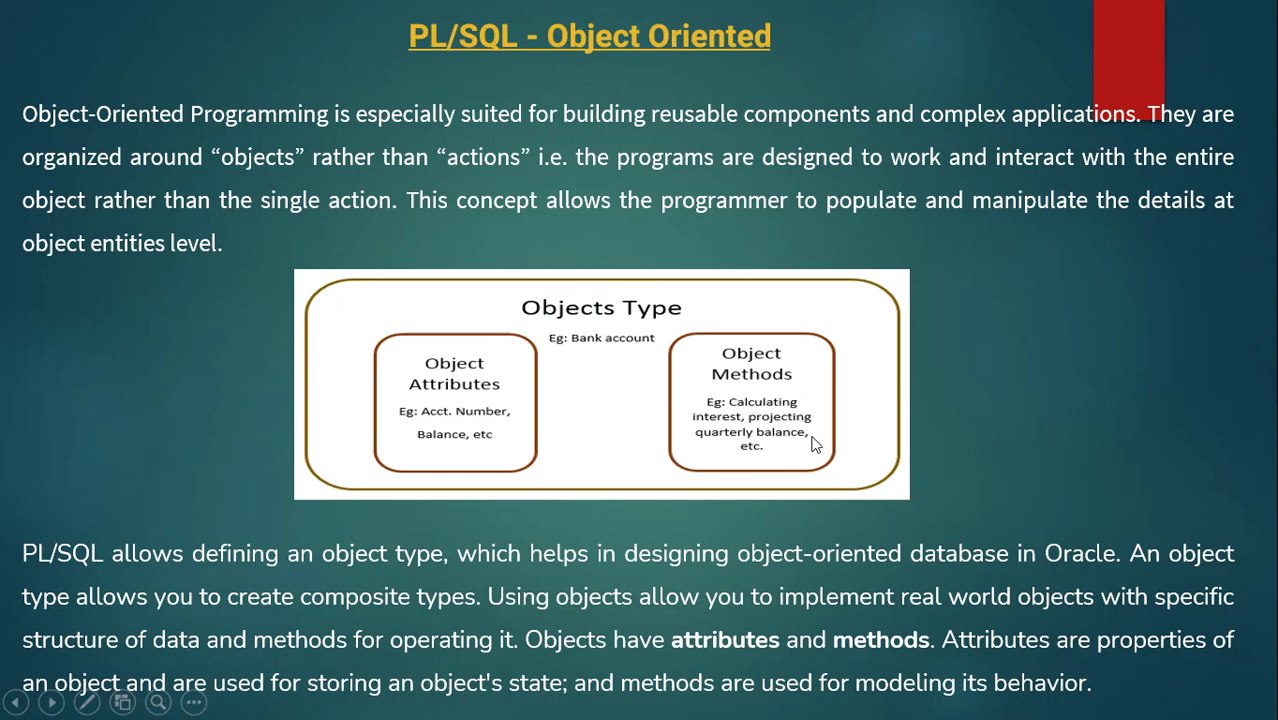 PL/SQL - Object Oriented
Object-Oriented Programming is especially suited for building reusable components and complex applications. They are
organized around “objects” rather than “actions” i.e. the programs are designed to work and interact with the entire
object rather than the single action. This concept allows the programmer to populate and manipulate the details at
object entities level.
Objects Type
Eg: Bank account
Object
Attributes
Eg: Acct. Number,
Balance, etc
Object
Methods
Eg: Calculating
interest, projecting
quarterly balance,
etc.
PL/SQL allows defining an object type, which helps in designing object-oriented database in Oracle. An object
type allows you to create composite types. Using objects allow you to implement real world objects with specific
structure of data and methods for operating it. Objects have attributes and methods. Attributes are properties of
an object and are used for storing an object's state; and methods are used for modeling its behavior.